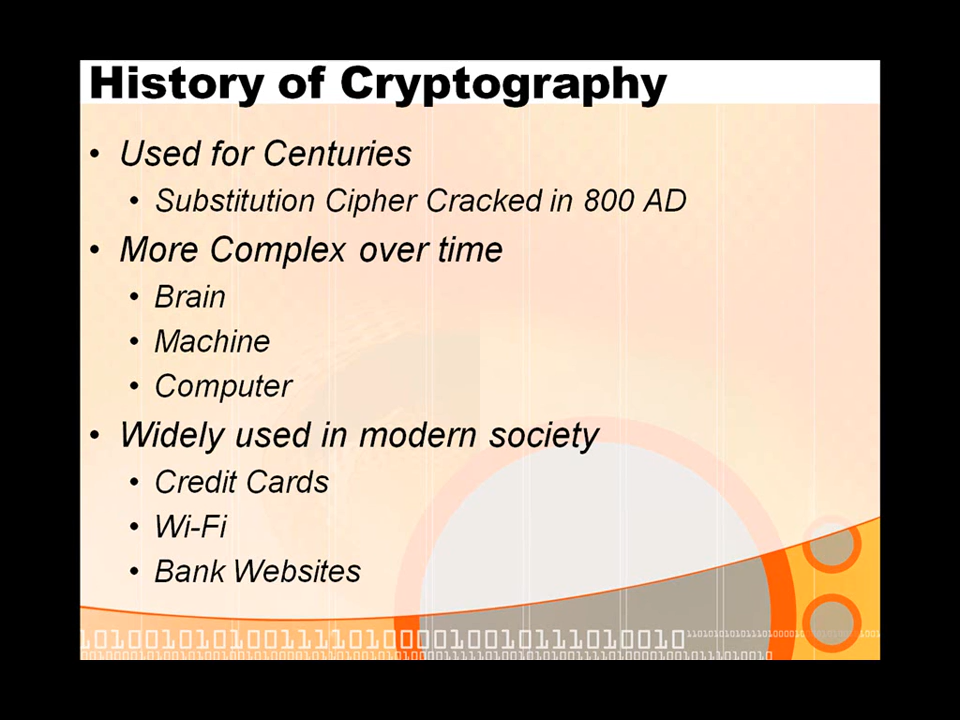 History of Cryptography
• Used for Centuries
• Substitution Cipher Cracked in 800 AD
• More Complex over time
• Brain
• Machine
• Computer
• Widely used in modern society
• Credit Cards
• Wi-Fi
• Bank Websites